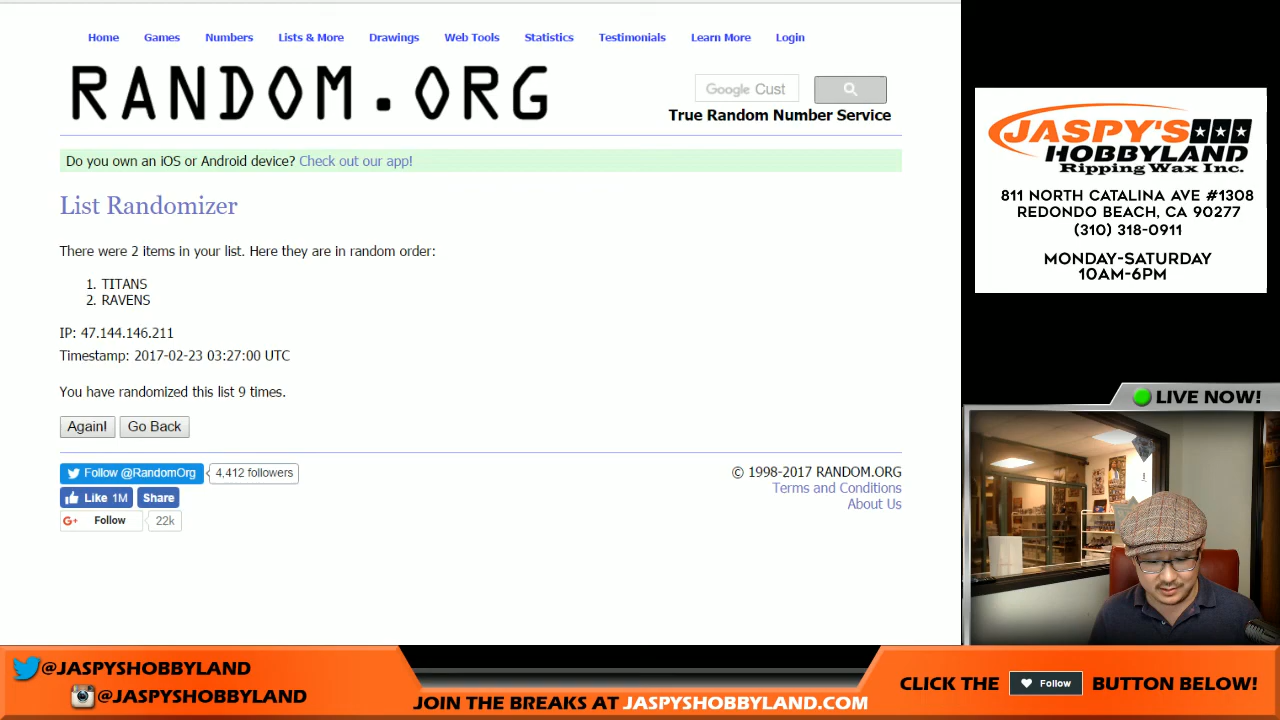 Home Games Numbers Lists & More Drawings Web Tools Statistics Testimonials Learn More Login
RANDOM.ORG
Google Cust
True Random Number Service
Do you own an iOS or Android device? Check out our app!
List Randomizer
There were 2 items in your list. Here they are in random order:
1. TITANS
2. RAVENS
IP: 47.144.146.211
Timestamp: 2017-02-23 03:27:00 UTC
You have randomized this list 9 times.
Again! Go Back
Follow @RandomOrg 4,412 followers
Like 1M Share
G+ Follow 22k
© 1998-2017 RANDOM.ORG
Terms and Conditions
About Us
JASPY'S
HOBBYLAND
Ripping Wax Inc.
811 NORTH CATALINA AVE #1308
REDONDO BEACH, CA 90277
(310) 318-0911
MONDAY-SATURDAY
10AM-6PM
LIVE NOW!
@JASPYSHOBBYLAND
@JASPYSHOBBYLAND
JOIN THE BREAKS AT JASPYSHOBBYLAND.COM
CLICK THE Follow BUTTON BELOW!